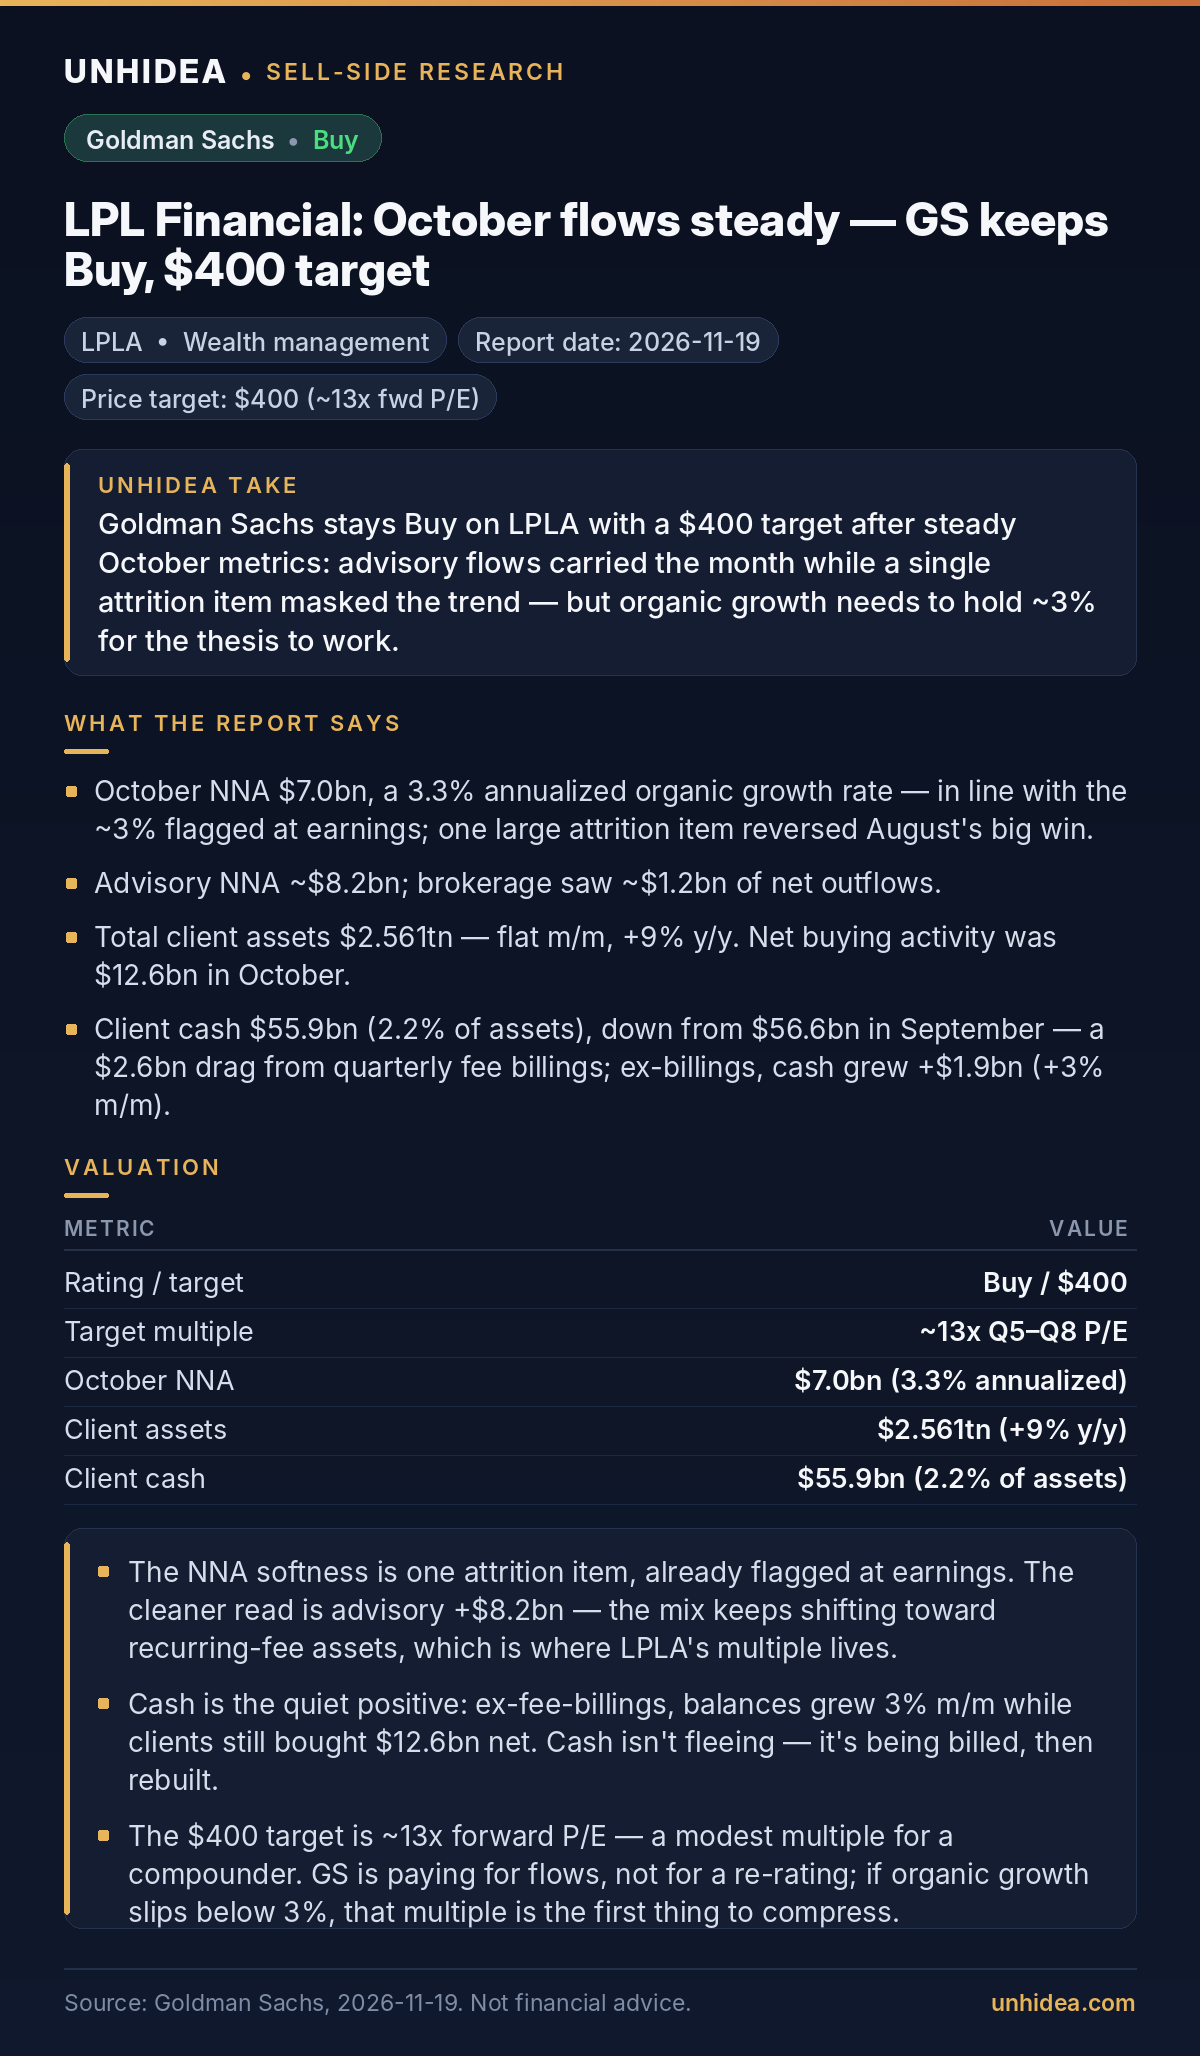 UNHIDEA • SELL-SIDE RESEARCH
Goldman Sachs • Buy
LPL Financial: October flows steady — GS keeps
Buy, $400 target
LPLA • Wealth management
Report date: 2026-11-19
Price target: $400 (~13x fwd P/E)
UNHIDEA TAKE
Goldman Sachs stays Buy on LPLA with a $400 target after steady
October metrics: advisory flows carried the month while a single
attrition item masked the trend — but organic growth needs to hold ~3%
for the thesis to work.
WHAT THE REPORT SAYS
October NNA $7.0bn, a 3.3% annualized organic growth rate — in line with the
~3% flagged at earnings; one large attrition item reversed August's big win.
Advisory NNA ~$8.2bn; brokerage saw ~$1.2bn of net outflows.
Total client assets $2.561tn — flat m/m, +9% y/y. Net buying activity was
$12.6bn in October.
Client cash $55.9bn (2.2% of assets), down from $56.6bn in September — a
$2.6bn drag from quarterly fee billings; ex-billings, cash grew +$1.9bn (+3%
m/m).
VALUATION
METRIC VALUE
Rating / target Buy / $400
Target multiple ~13x Q5–Q8 P/E
October NNA $7.0bn (3.3% annualized)
Client assets $2.561tn (+9% y/y)
Client cash $55.9bn (2.2% of assets)
The NNA softness is one attrition item, already flagged at earnings. The
cleaner read is advisory +$8.2bn — the mix keeps shifting toward
recurring-fee assets, which is where LPLA's multiple lives.
Cash is the quiet positive: ex-fee-billings, balances grew 3% m/m while
clients still bought $12.6bn net. Cash isn't fleeing — it's being billed, then
rebuilt.
The $400 target is ~13x forward P/E — a modest multiple for a
compounder. GS is paying for flows, not for a re-rating; if organic growth
slips below 3%, that multiple is the first thing to compress.
Source: Goldman Sachs, 2026-11-19. Not financial advice.
unhidea.com